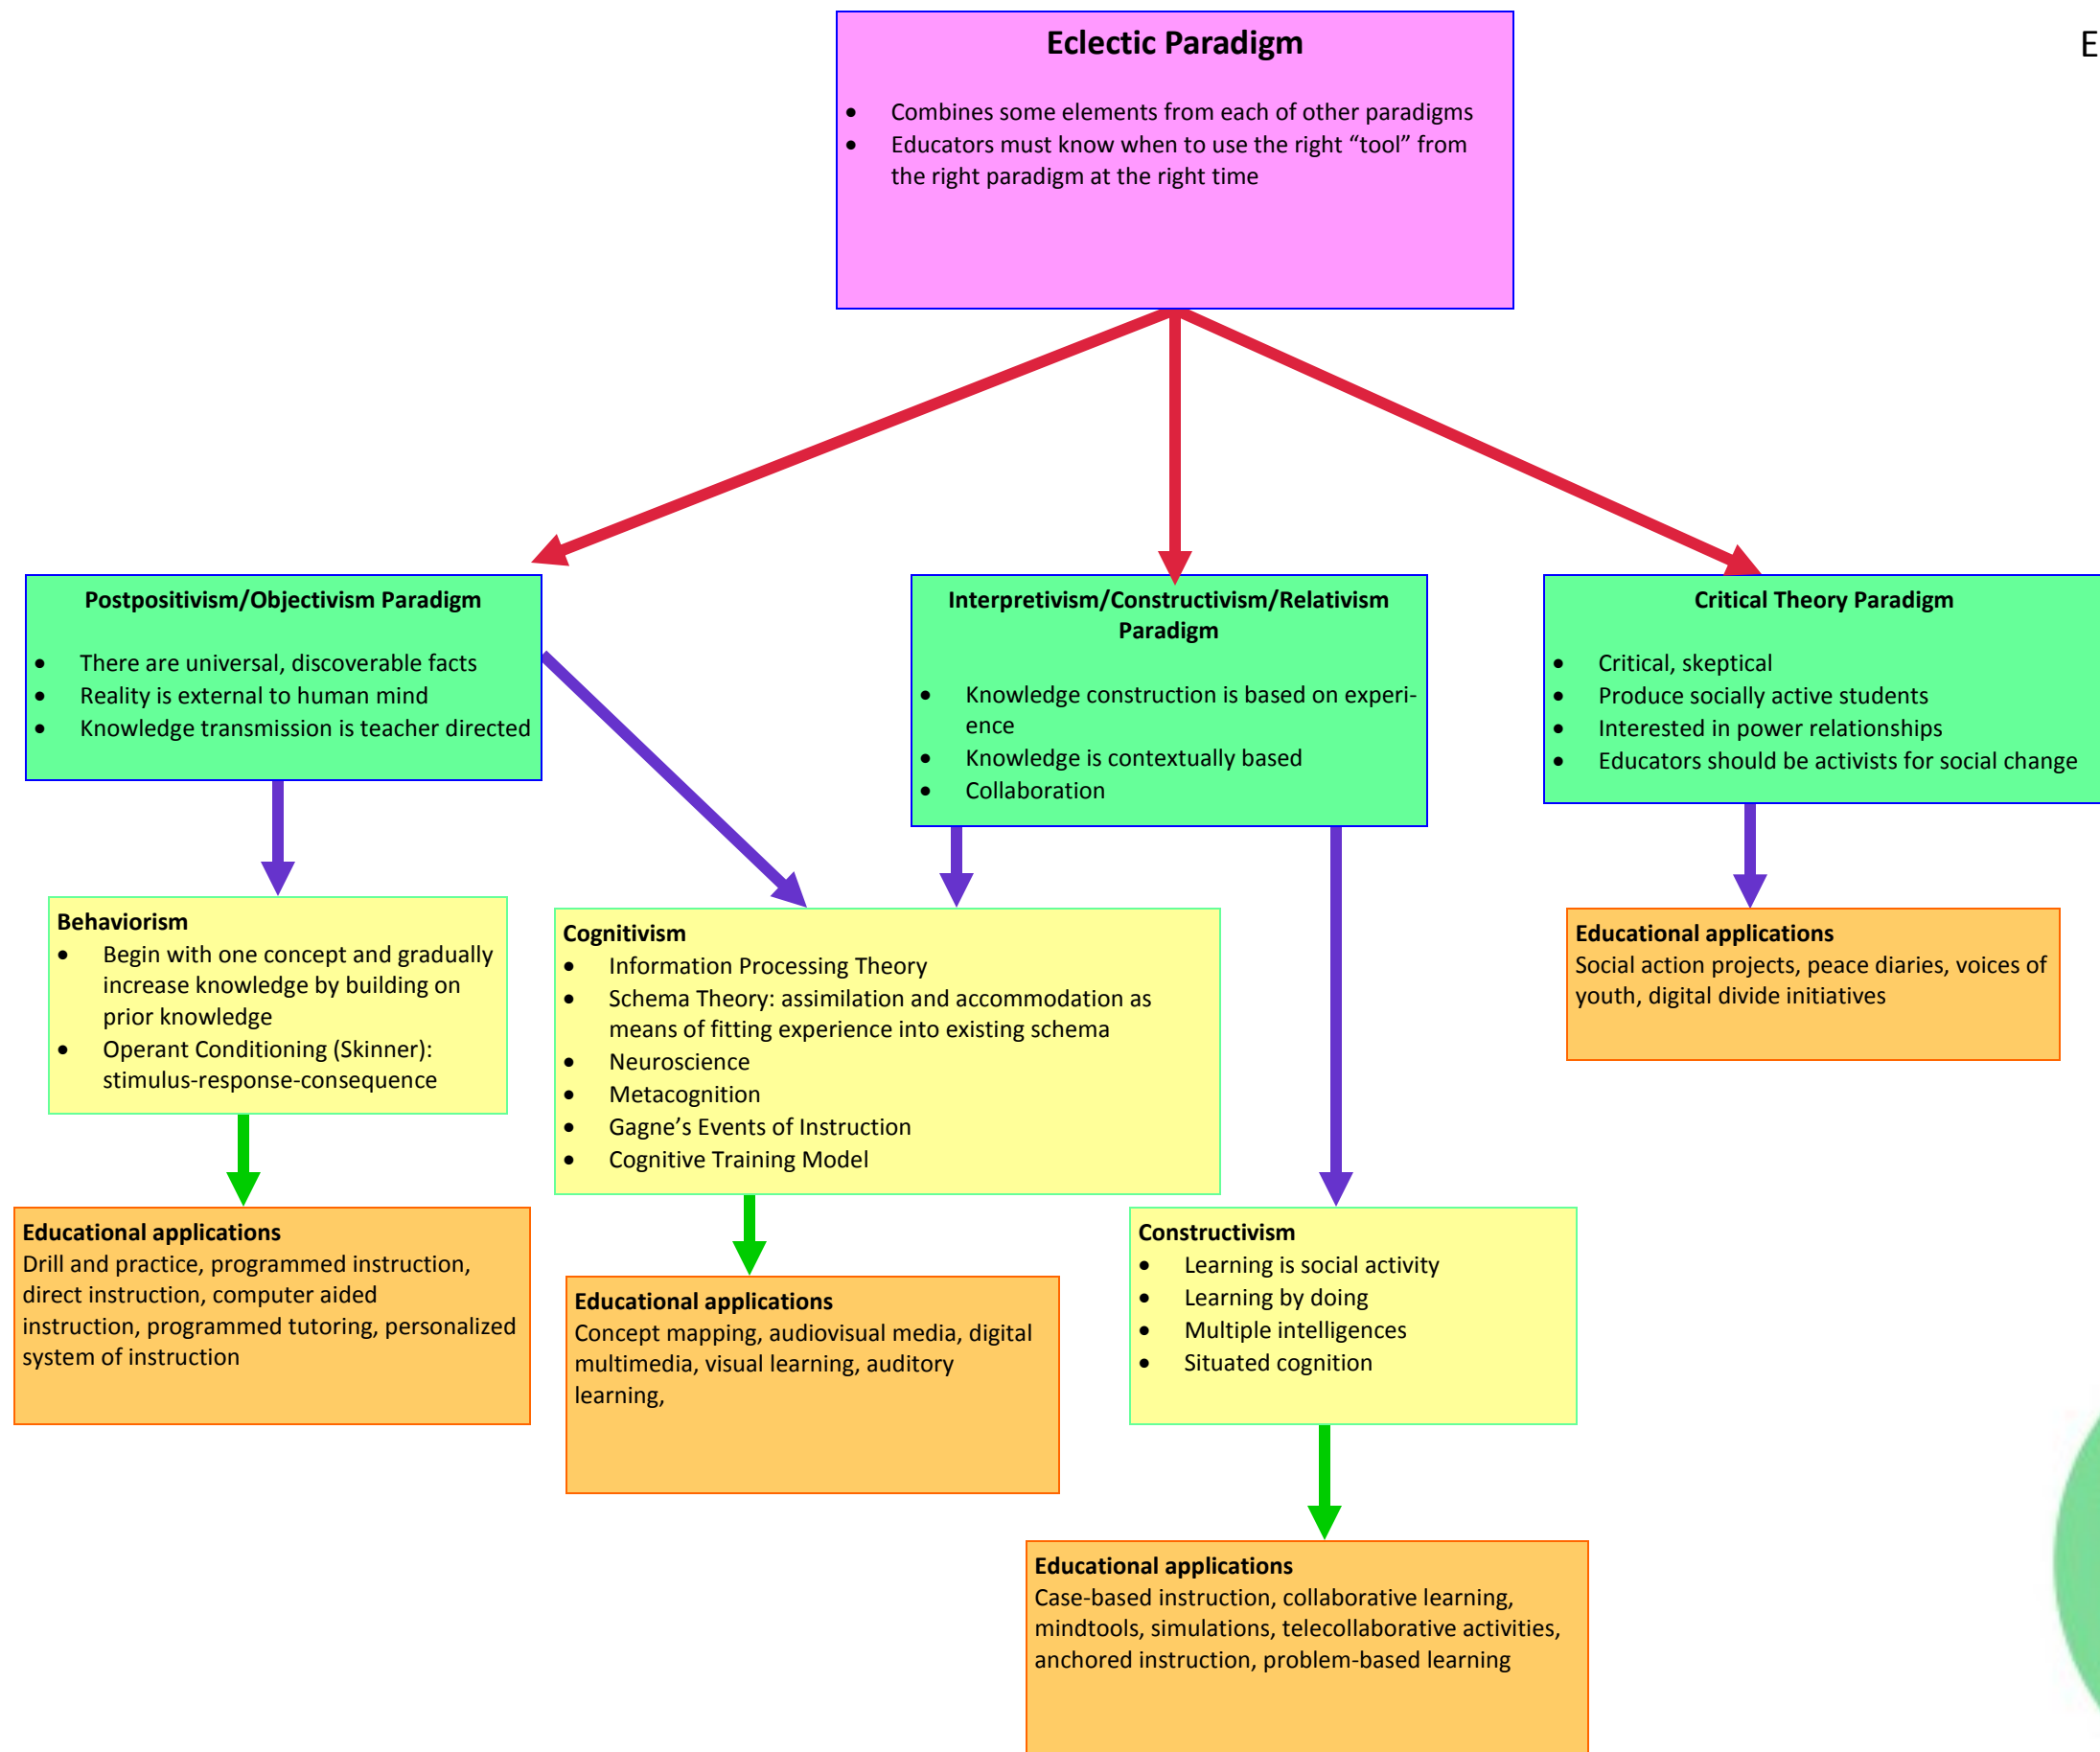 Eclectic Paradigm
• Combines some elements from each of other paradigms
• Educators must know when to use the right “tool” from
the right paradigm at the right time
E
Postpositivism/Objectivism Paradigm
• There are universal, discoverable facts
• Reality is external to human mind
• Knowledge transmission is teacher directed
Interpretivism/Constructivism/Relativism
Paradigm
• Knowledge construction is based on experi-
ence
• Knowledge is contextually based
• Collaboration
Critical Theory Paradigm
• Critical, skeptical
• Produce socially active students
• Interested in power relationships
• Educators should be activists for social change
Behaviorism
• Begin with one concept and gradually
increase knowledge by building on
prior knowledge
• Operant Conditioning (Skinner):
stimulus-response-consequence
Cognitivism
• Information Processing Theory
• Schema Theory: assimilation and accommodation as
means of fitting experience into existing schema
• Neuroscience
• Metacognition
• Gagne’s Events of Instruction
• Cognitive Training Model
Educational applications
Social action projects, peace diaries, voices of
youth, digital divide initiatives
Educational applications
Drill and practice, programmed instruction,
direct instruction, computer aided
instruction, programmed tutoring, personalized
system of instruction
Educational applications
Concept mapping, audiovisual media, digital
multimedia, visual learning, auditory
learning,
Constructivism
• Learning is social activity
• Learning by doing
• Multiple intelligences
• Situated cognition
Educational applications
Case-based instruction, collaborative learning,
mindtools, simulations, telecollaborative activities,
anchored instruction, problem-based learning